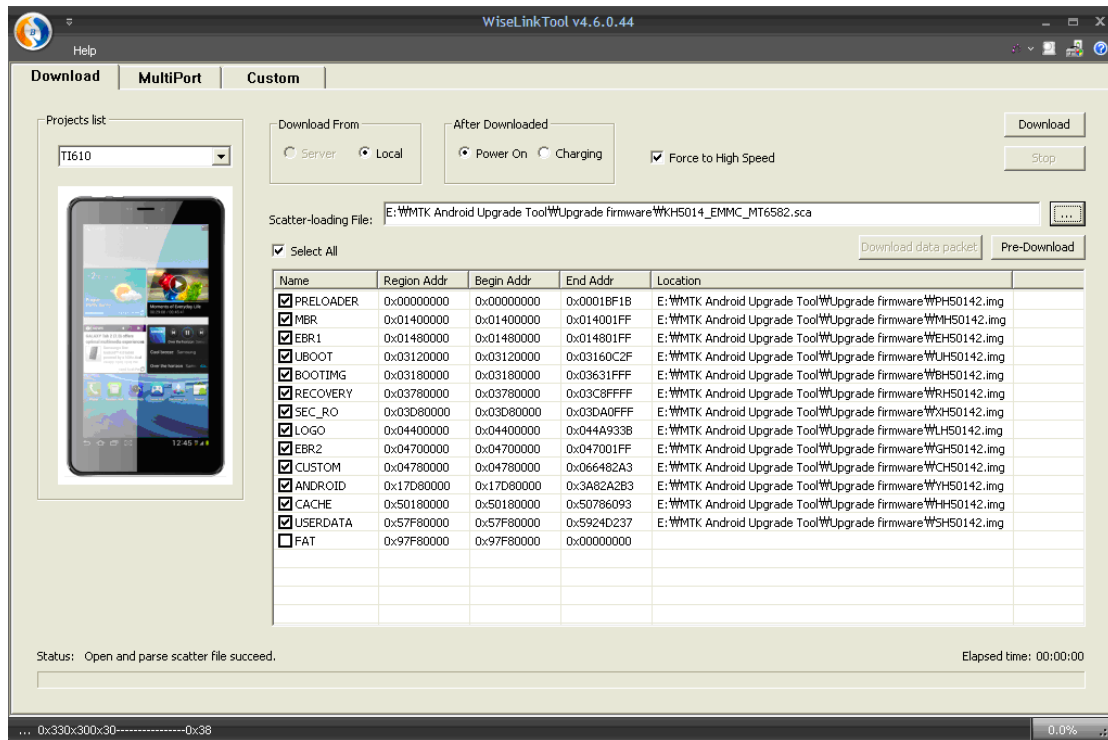 WiseLinkTool v4.6.0.44
Help
Download MultiPort Custom
Projects list
TI610
Download From
Server Local
After Downloaded
Power On Charging
Force to High Speed
Download
Stop
Scatter-loading File: E:₩MTK Android Upgrade Tool₩Upgrade firmware₩KH5014_EMMC_MT6582.sca ...
Select All
Download data packet Pre-Download
Name Region Addr Begin Addr End Addr Location
PRELOADER 0x00000000 0x00000000 0x0001BF1B E:₩MTK Android Upgrade Tool₩Upgrade firmware₩PH50142.img
MBR 0x01400000 0x01400000 0x014001FF E:₩MTK Android Upgrade Tool₩Upgrade firmware₩MH50142.img
EBR1 0x01480000 0x01480000 0x014801FF E:₩MTK Android Upgrade Tool₩Upgrade firmware₩EH50142.img
UBOOT 0x03120000 0x03120000 0x03160C2F E:₩MTK Android Upgrade Tool₩Upgrade firmware₩UH50142.img
BOOTIMG 0x03180000 0x03180000 0x03631FFF E:₩MTK Android Upgrade Tool₩Upgrade firmware₩BH50142.img
RECOVERY 0x03780000 0x03780000 0x03C8FFFF E:₩MTK Android Upgrade Tool₩Upgrade firmware₩RH50142.img
SEC_RO 0x03D80000 0x03D80000 0x03DA0FFF E:₩MTK Android Upgrade Tool₩Upgrade firmware₩XH50142.img
LOGO 0x04400000 0x04400000 0x044A933B E:₩MTK Android Upgrade Tool₩Upgrade firmware₩LH50142.img
EBR2 0x04700000 0x04700000 0x047001FF E:₩MTK Android Upgrade Tool₩Upgrade firmware₩GH50142.img
CUSTOM 0x04780000 0x04780000 0x066482A3 E:₩MTK Android Upgrade Tool₩Upgrade firmware₩CH50142.img
ANDROID 0x17D80000 0x17D80000 0x3A82A2B3 E:₩MTK Android Upgrade Tool₩Upgrade firmware₩YH50142.img
CACHE 0x50180000 0x50180000 0x50786093 E:₩MTK Android Upgrade Tool₩Upgrade firmware₩HH50142.img
USERDATA 0x57F80000 0x57F80000 0x5924D237 E:₩MTK Android Upgrade Tool₩Upgrade firmware₩SH50142.img
FAT 0x97F80000 0x97F80000 0x00000000
12:45
Status: Open and parse scatter file succeed. Elapsed time: 00:00:00
... 0x330x300x30----------------0x38 0.0%